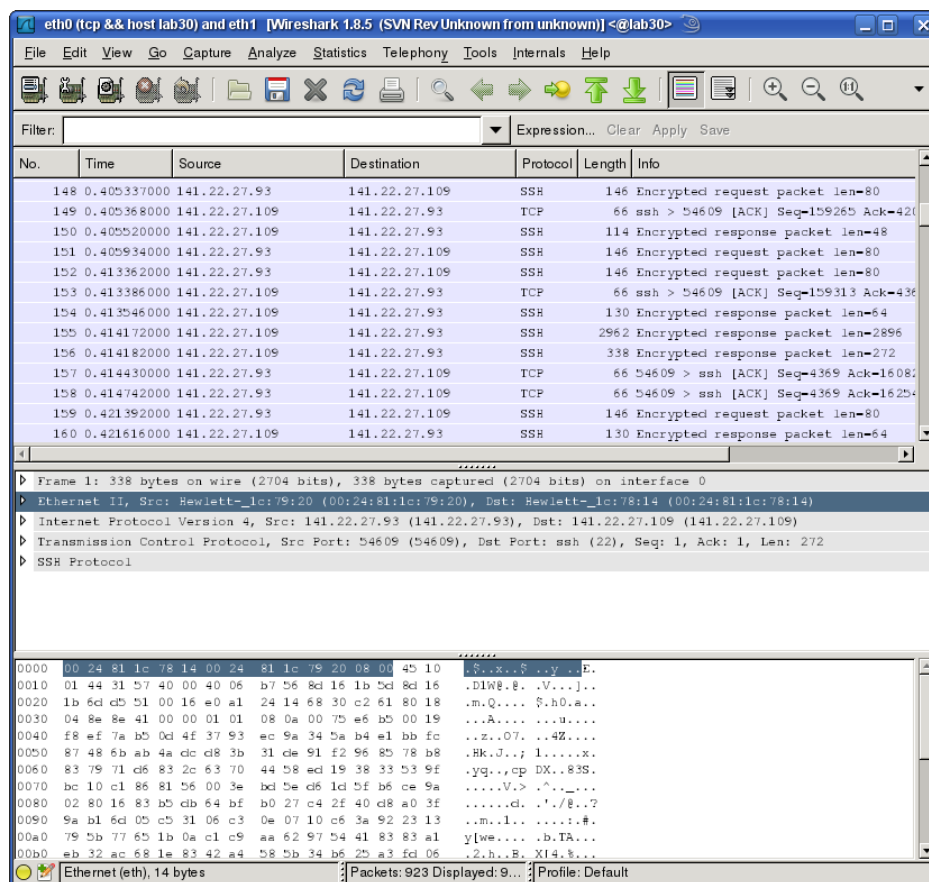 eth0 (tcp && host lab30) and eth1 [Wireshark 1.8.5 (SVN Rev Unknown from unknown)] <@lab30>
File Edit View Go Capture Analyze Statistics Telephony Tools Internals Help
Filter: Expression... Clear Apply Save
No. Time Source Destination Protocol Length Info
148 0.405337000 141.22.27.93 141.22.27.109 SSH 146 Encrypted request packet len=80
149 0.405368000 141.22.27.109 141.22.27.93 TCP 66 ssh > 54609 [ACK] Seq=159265 Ack=420
150 0.405520000 141.22.27.109 141.22.27.93 SSH 114 Encrypted response packet len=48
151 0.405934000 141.22.27.93 141.22.27.109 SSH 146 Encrypted request packet len=80
152 0.413362000 141.22.27.93 141.22.27.109 SSH 146 Encrypted request packet len=80
153 0.413386000 141.22.27.109 141.22.27.93 TCP 66 ssh > 54609 [ACK] Seq=159313 Ack=436
154 0.413546000 141.22.27.109 141.22.27.93 SSH 130 Encrypted response packet len=64
155 0.414172000 141.22.27.109 141.22.27.93 SSH 2962 Encrypted response packet len=2896
156 0.414182000 141.22.27.109 141.22.27.93 SSH 338 Encrypted response packet len=272
157 0.414430000 141.22.27.93 141.22.27.109 TCP 66 54609 > ssh [ACK] Seq=4369 Ack=16082
158 0.414742000 141.22.27.93 141.22.27.109 TCP 66 54609 > ssh [ACK] Seq=4369 Ack=16254
159 0.421392000 141.22.27.93 141.22.27.109 SSH 146 Encrypted request packet len=80
160 0.421616000 141.22.27.109 141.22.27.93 SSH 130 Encrypted response packet len=64
Frame 1: 338 bytes on wire (2704 bits), 338 bytes captured (2704 bits) on interface 0
Ethernet II, Src: Hewlett-_1c:79:20 (00:24:81:1c:79:20), Dst: Hewlett-_1c:78:14 (00:24:81:1c:78:14)
Internet Protocol Version 4, Src: 141.22.27.93 (141.22.27.93), Dst: 141.22.27.109 (141.22.27.109)
Transmission Control Protocol, Src Port: 54609 (54609), Dst Port: ssh (22), Seq: 1, Ack: 1, Len: 272
SSH Protocol
0000 00 24 81 1c 78 14 00 24 81 1c 79 20 08 00 45 10 .$..x..$ ..y ..E.
0010 01 44 31 57 40 00 40 06 b7 56 8d 16 1b 5d 8d 16 .D1W@.@. .V...]..
0020 1b 6d d5 51 00 16 e0 a1 24 14 68 30 c2 61 80 18 .m.Q.... $.h0.a..
0030 04 8e 8e 41 00 00 01 01 08 0a 00 75 e6 b5 00 19 ...A.... ...u....
0040 f8 ef 7a b5 0d 4f 37 93 ec 9a 34 5a b4 e1 bb fc ..z..O7. ..4Z....
0050 87 48 6b ab 4a dc d8 3b 31 de 91 f2 96 85 78 b8 .Hk.J..; 1.....x.
0060 83 79 71 d6 83 2c 63 70 44 58 ed 19 38 33 53 9f .yq..,cp DX..83S.
0070 bc 10 c1 86 81 56 00 3e bd 5e d6 1d 5f b6 ce 9a .....V.> .^.._...
0080 02 80 16 83 b5 db 64 bf b0 27 c4 2f 40 d8 a0 3f ......d. .'./@..?
0090 9a b1 6d 05 c5 31 06 c3 0e 07 10 c6 3a 92 23 13 ..m..1.. ....:.#.
00a0 79 5b 77 65 1b 0a c1 c9 aa 62 97 54 41 83 83 a1 y[we.... .b.TA...
00b0 eb 32 ac 68 1e 83 42 a4 58 5b 34 b6 25 a3 fd 06 .2.h..B. X[4.%...
Ethernet (eth), 14 bytes Packets: 923 Displayed: 9... Profile: Default